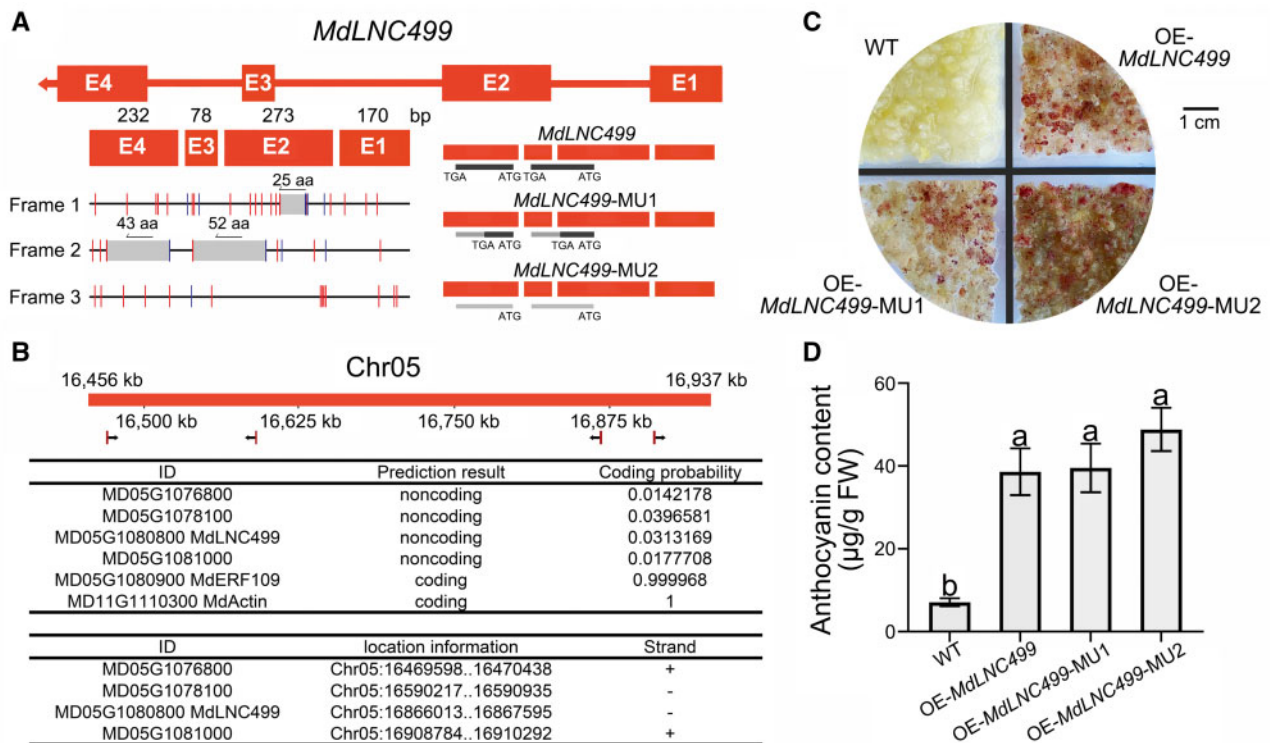 A
MdLNC499
E4 E3 E2 E1
232 78 273 170 bp
E4 E3 E2 E1
25 aa
Frame 1
43 aa 52 aa
Frame 2
Frame 3
MdLNC499
TGA ATG TGA ATG
MdLNC499-MU1
TGA ATG TGA ATG
MdLNC499-MU2
ATG ATG
B
Chr05
16,456 kb 16,937 kb
16,500 kb 16,625 kb 16,750 kb 16,875 kb
ID Prediction result Coding probability
MD05G1076800 noncoding 0.0142178
MD05G1078100 noncoding 0.0396581
MD05G1080800 MdLNC499 noncoding 0.0313169
MD05G1081000 noncoding 0.0177708
MD05G1080900 MdERF109 coding 0.999968
MD11G1110300 MdActin coding 1
ID location information Strand
MD05G1076800 Chr05:16469598..16470438 +
MD05G1078100 Chr05:16590217..16590935 -
MD05G1080800 MdLNC499 Chr05:16866013..16867595 -
MD05G1081000 Chr05:16908784..16910292 +
C
WT
OE-
MdLNC499
1 cm
OE-
MdLNC499-MU1
OE-
MdLNC499-MU2
D
Anthocyanin content
(µg/g FW)
60
40
20
0
b
a
a
a
WT
OE-MdLNC499
OE-MdLNC499-MU1
OE-MdLNC499-MU2